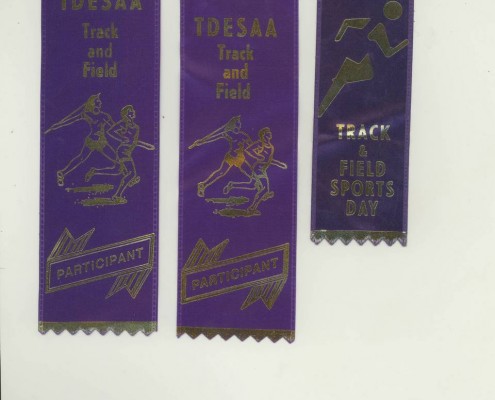 TDESAA
Track
and
Field
PARTICIPANT
TDESAA
Track
and
Field
PARTICIPANT
TRACK
&
FIELD
SPORTS
DAY